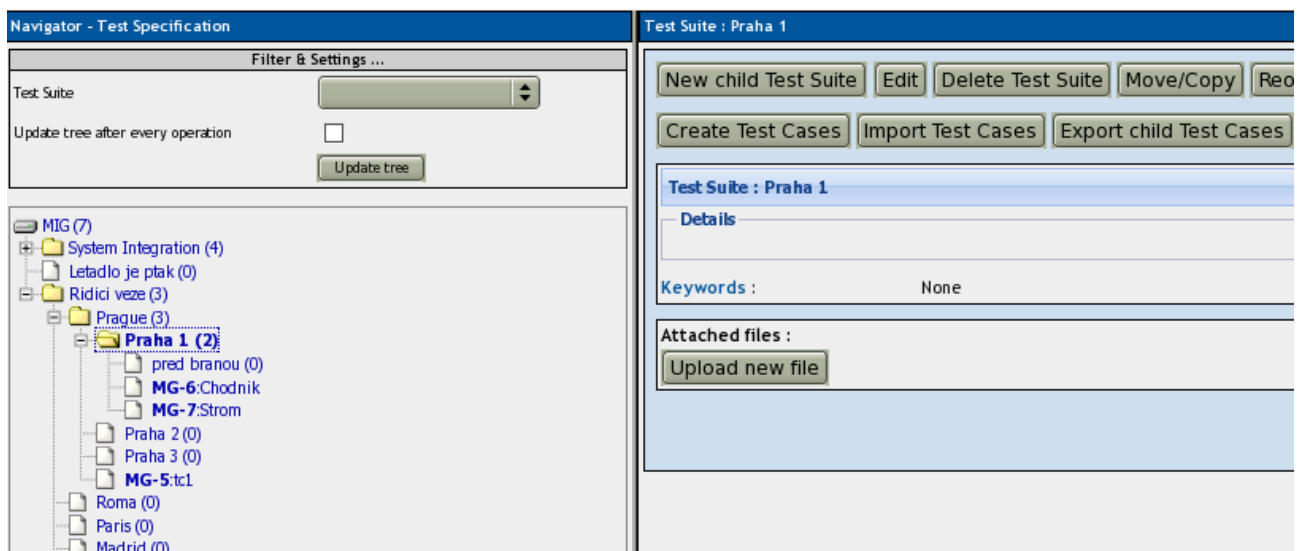 Navigator - Test Specification
Filter & Settings ...
Test Suite
Update tree after every operation
Update tree
MIG (7)
System Integration (4)
Letadlo je ptak (0)
Ridici veze (3)
Prague (3)
Praha 1 (2)
pred branou (0)
MG-6:Chodnik
MG-7:Strom
Praha 2 (0)
Praha 3 (0)
MG-5:tc1
Roma (0)
Paris (0)
Madrid (0)
Test Suite : Praha 1
New child Test Suite Edit Delete Test Suite Move/Copy Reo
Create Test Cases Import Test Cases Export child Test Cases
Test Suite : Praha 1
Details
Keywords : None
Attached files :
Upload new file